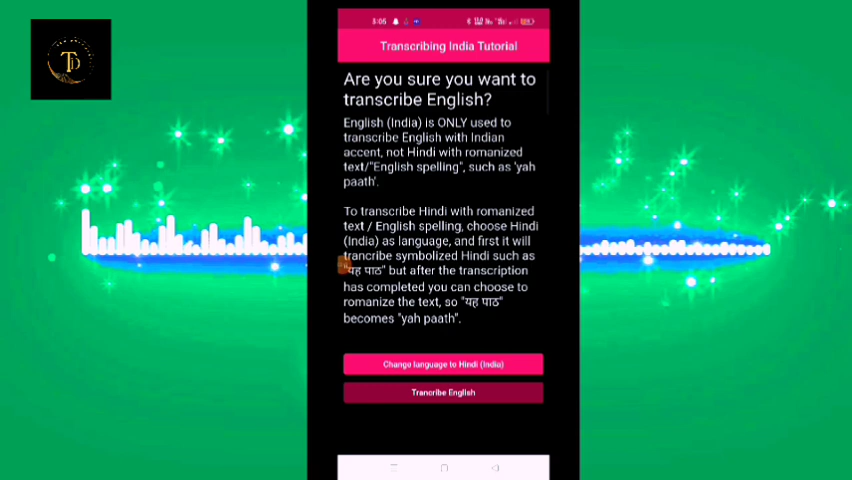 TD
3:05
Transcribing India Tutorial
Are you sure you want to
transcribe English?
English (India) is ONLY used to
transcribe English with Indian
accent, not Hindi with romanized
text/"English spelling", such as 'yah
paath'.
To transcribe Hindi with romanized
text / English spelling, choose Hindi
(India) as language, and first it will
trancribe symbolized Hindi such as
"यह पाठ" but after the transcription
has completed you can choose to
romanize the text, so "यह पाठ"
becomes "yah paath".
Change language to Hindi (India)
Trancribe English